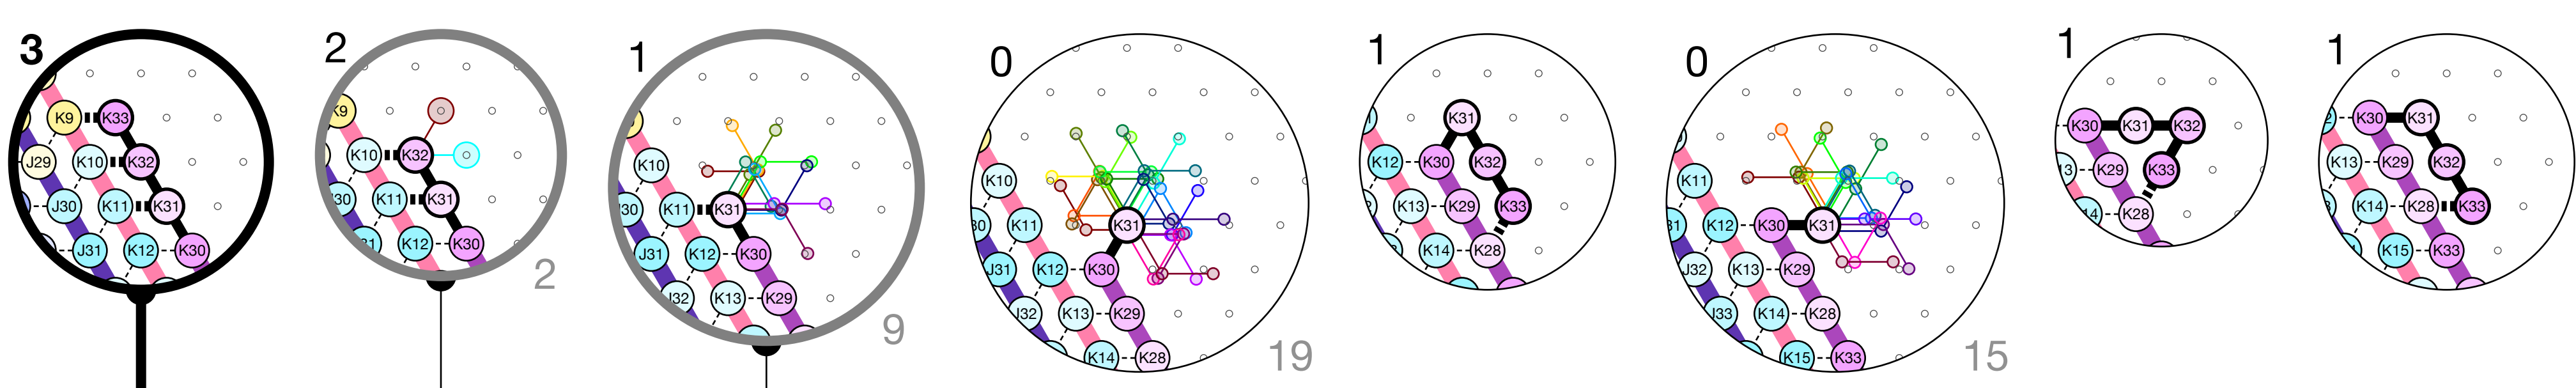 3
K9 K33
J29 K10 K32
J30 K11 K31
J31 K12 K30
2
K9
K10 K32
K11 K31
K12 K30
2
1
K10
K11 K31
J31 K12 K30
J32 K13 K29
9
0
K10
K11 K31
J31 K12 K30
J32 K13 K29
K14 K28
19
1
K31
K12 K30 K32
K13 K29 K33
K14 K28
0
K11
K12 K30 K31
J32 K13 K29
J33 K14 K28
K15 K33
15
1
K30 K31 K32
K29 K33
K28
1
K30 K31
K13 K29 K32
K14 K28 K33
K15 K33